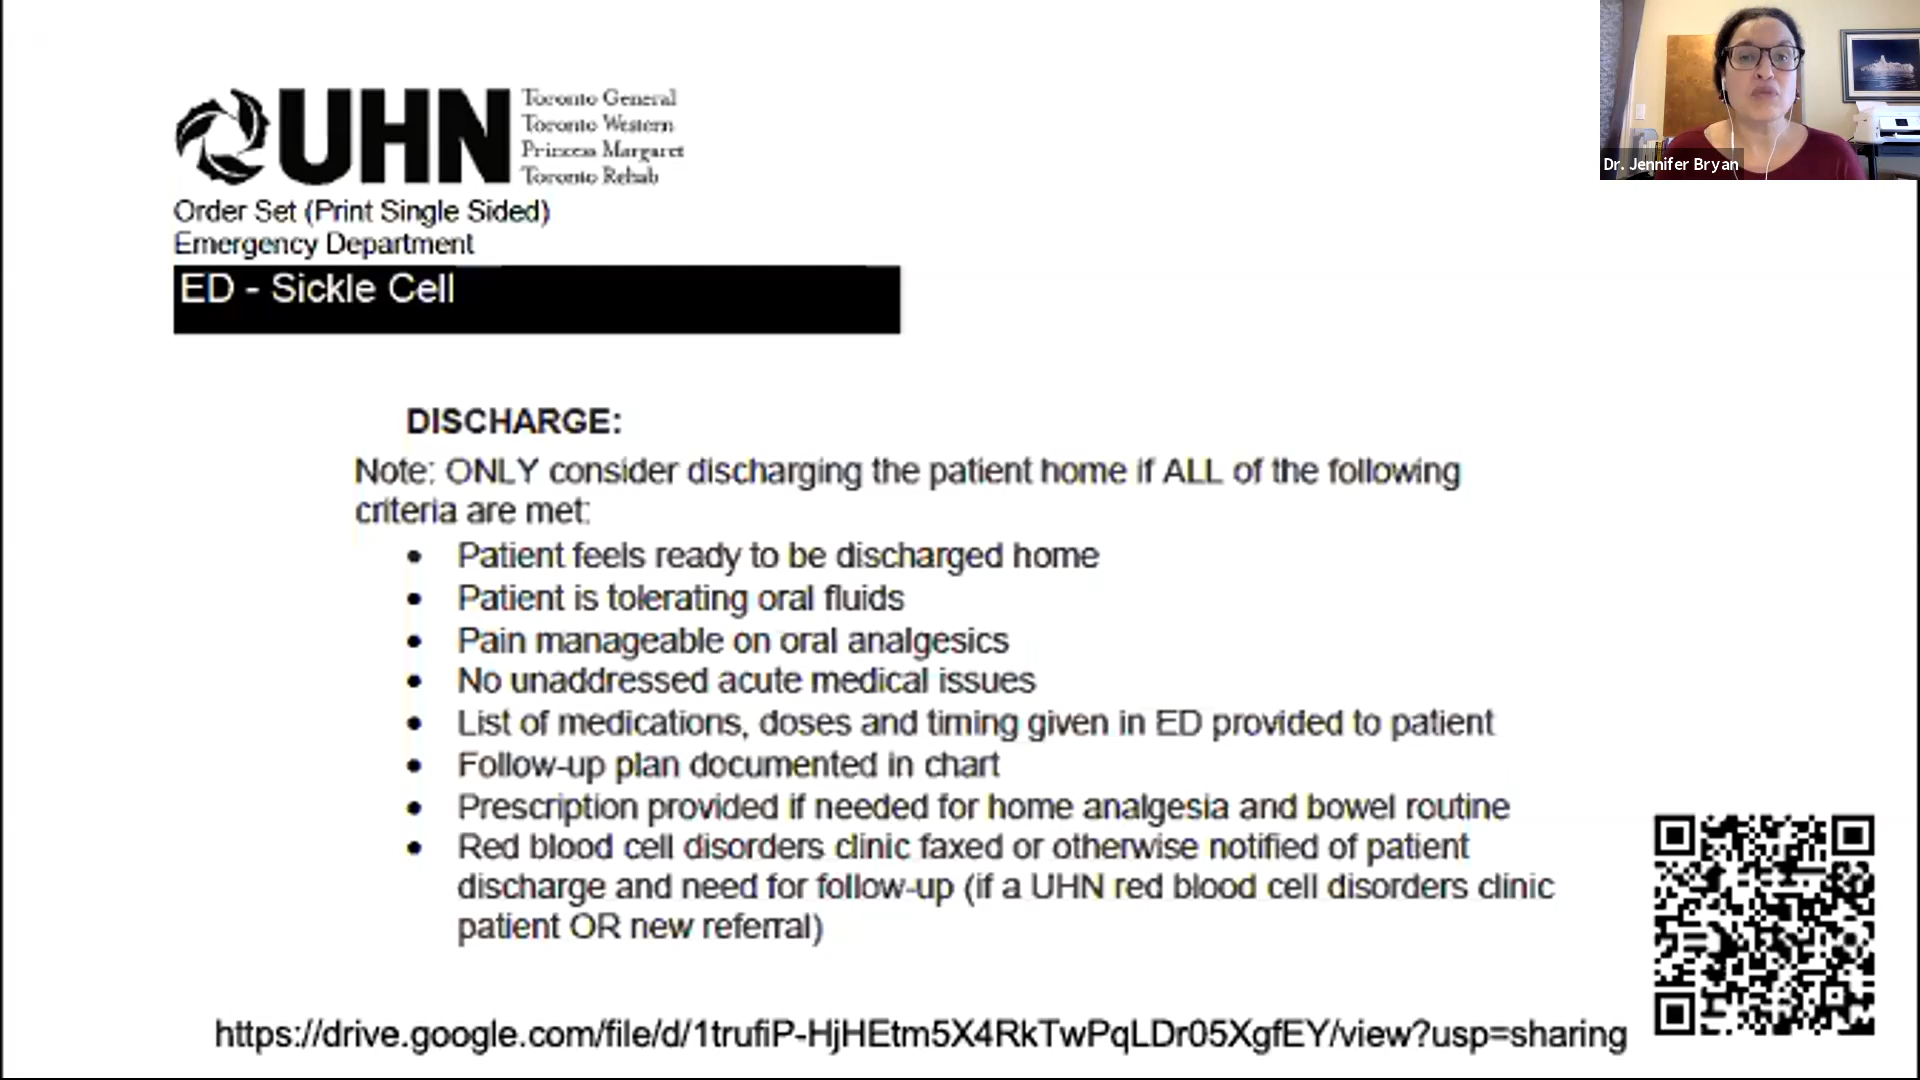 UHN
Toronto General
Toronto Western
Princess Margaret
Toronto Rehab
Order Set (Print Single Sided)
Emergency Department
ED - Sickle Cell
Dr. Jennifer Bryan
DISCHARGE:
Note: ONLY consider discharging the patient home if ALL of the following
criteria are met:
• Patient feels ready to be discharged home
• Patient is tolerating oral fluids
• Pain manageable on oral analgesics
• No unaddressed acute medical issues
• List of medications, doses and timing given in ED provided to patient
• Follow-up plan documented in chart
• Prescription provided if needed for home analgesia and bowel routine
• Red blood cell disorders clinic faxed or otherwise notified of patient
discharge and need for follow-up (if a UHN red blood cell disorders clinic
patient OR new referral)
https://drive.google.com/file/d/1trufiP-HjHEtm5X4RkTwPqLDr05XgfEY/view?usp=sharing